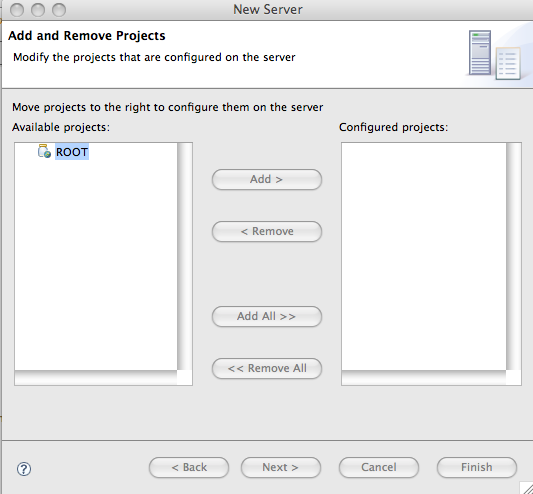 New Server
Add and Remove Projects
Modify the projects that are configured on the server
Move projects to the right to configure them on the server
Available projects:
Configured projects:
ROOT
Add >
< Remove
Add All >>
<< Remove All
?
< Back
Next >
Cancel
Finish